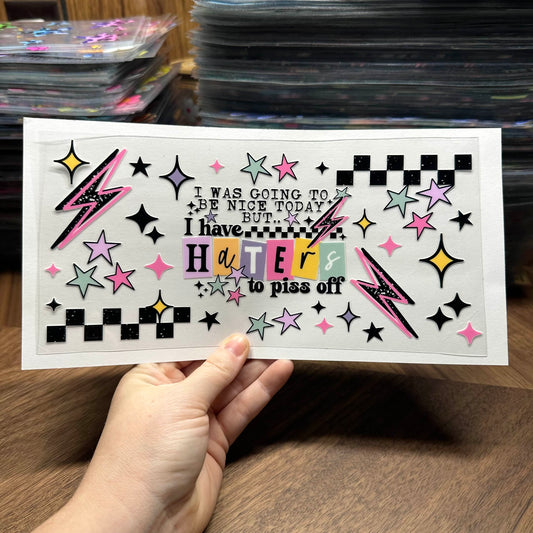 I WAS GOING TO
BE NICE TODAY
BUT..
I have
HaTERs
to piss off